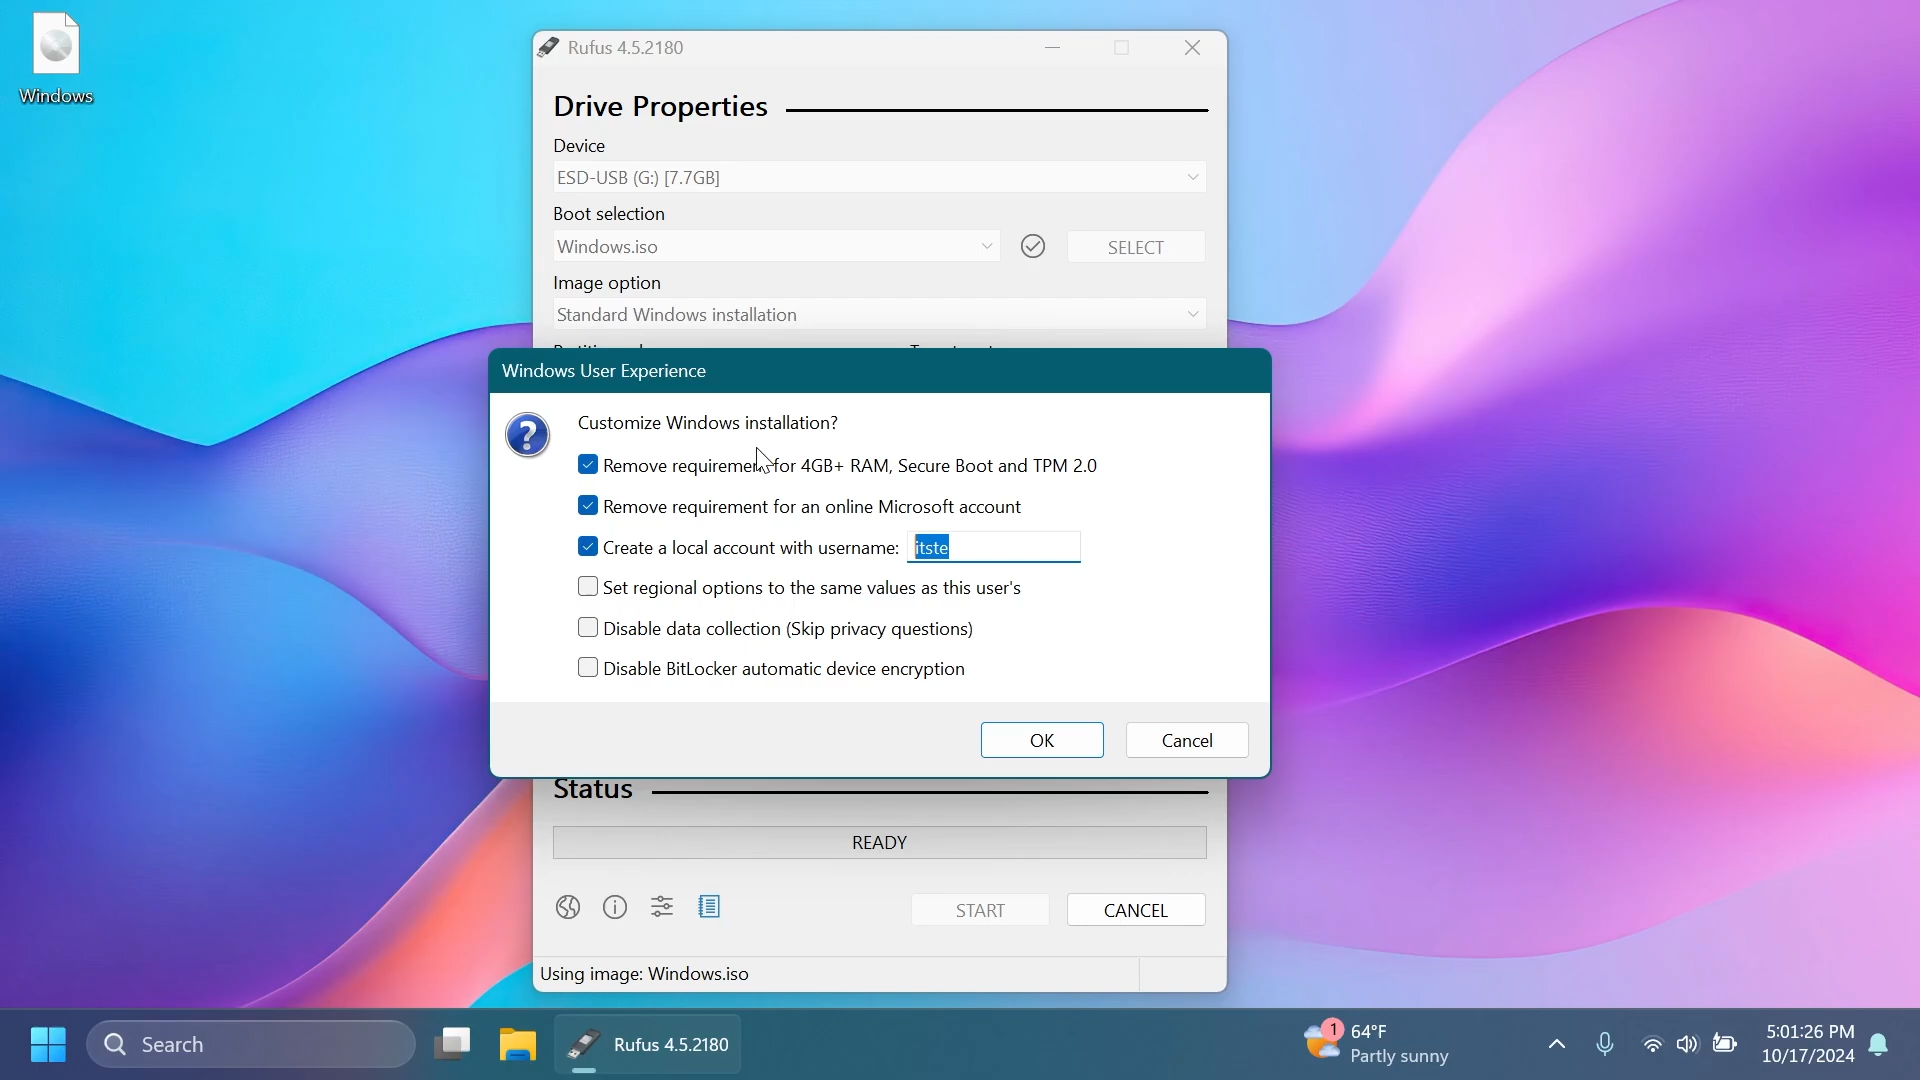 Windows
Rufus 4.5.2180
Drive Properties
Device
ESD-USB (G:) [7.7GB]
Boot selection
Windows.iso
SELECT
Image option
Standard Windows installation
Windows User Experience
?
Customize Windows installation?
Remove requirement for 4GB+ RAM, Secure Boot and TPM 2.0
Remove requirement for an online Microsoft account
Create a local account with username: itste
Set regional options to the same values as this user's
Disable data collection (Skip privacy questions)
Disable BitLocker automatic device encryption
OK Cancel
Status
READY
START CANCEL
Using image: Windows.iso
Search
Rufus 4.5.2180
1
64°F
Partly sunny
5:01:26 PM
10/17/2024